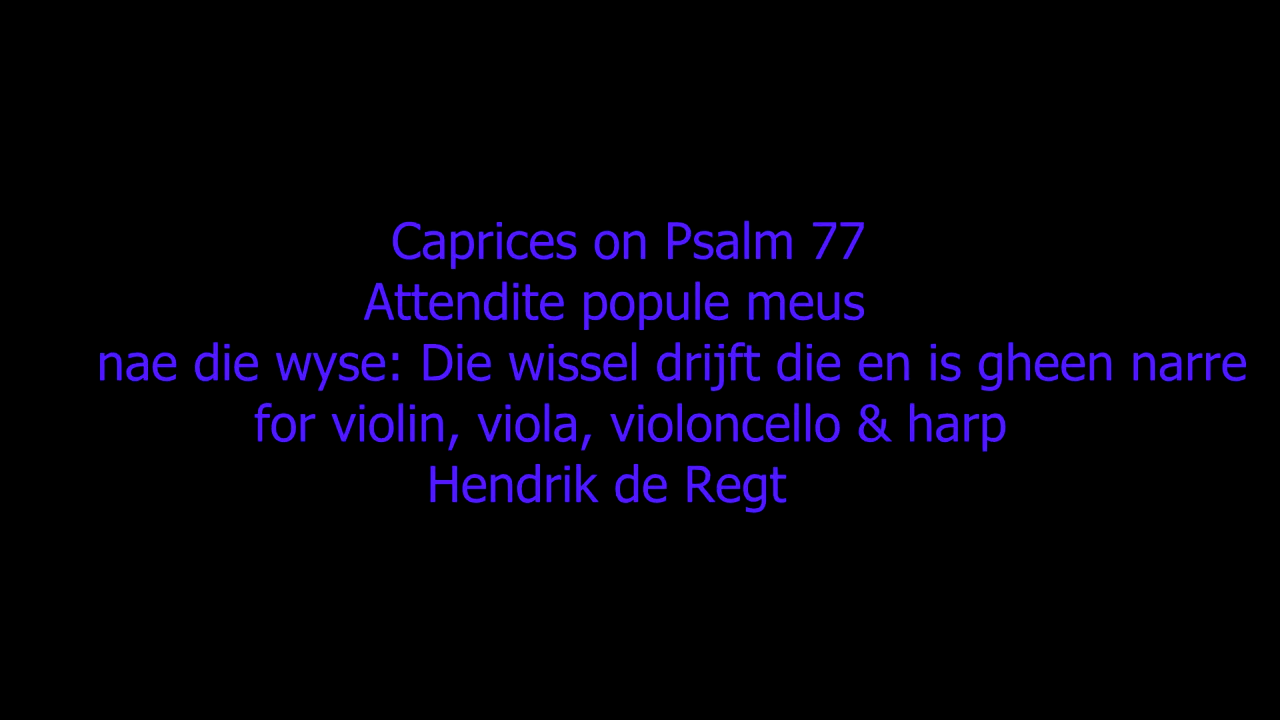 Caprices on Psalm 77
Attendite popule meus
nae die wyse: Die wissel drijft die en is gheen narre
for violin, viola, violoncello & harp
Hendrik de Regt